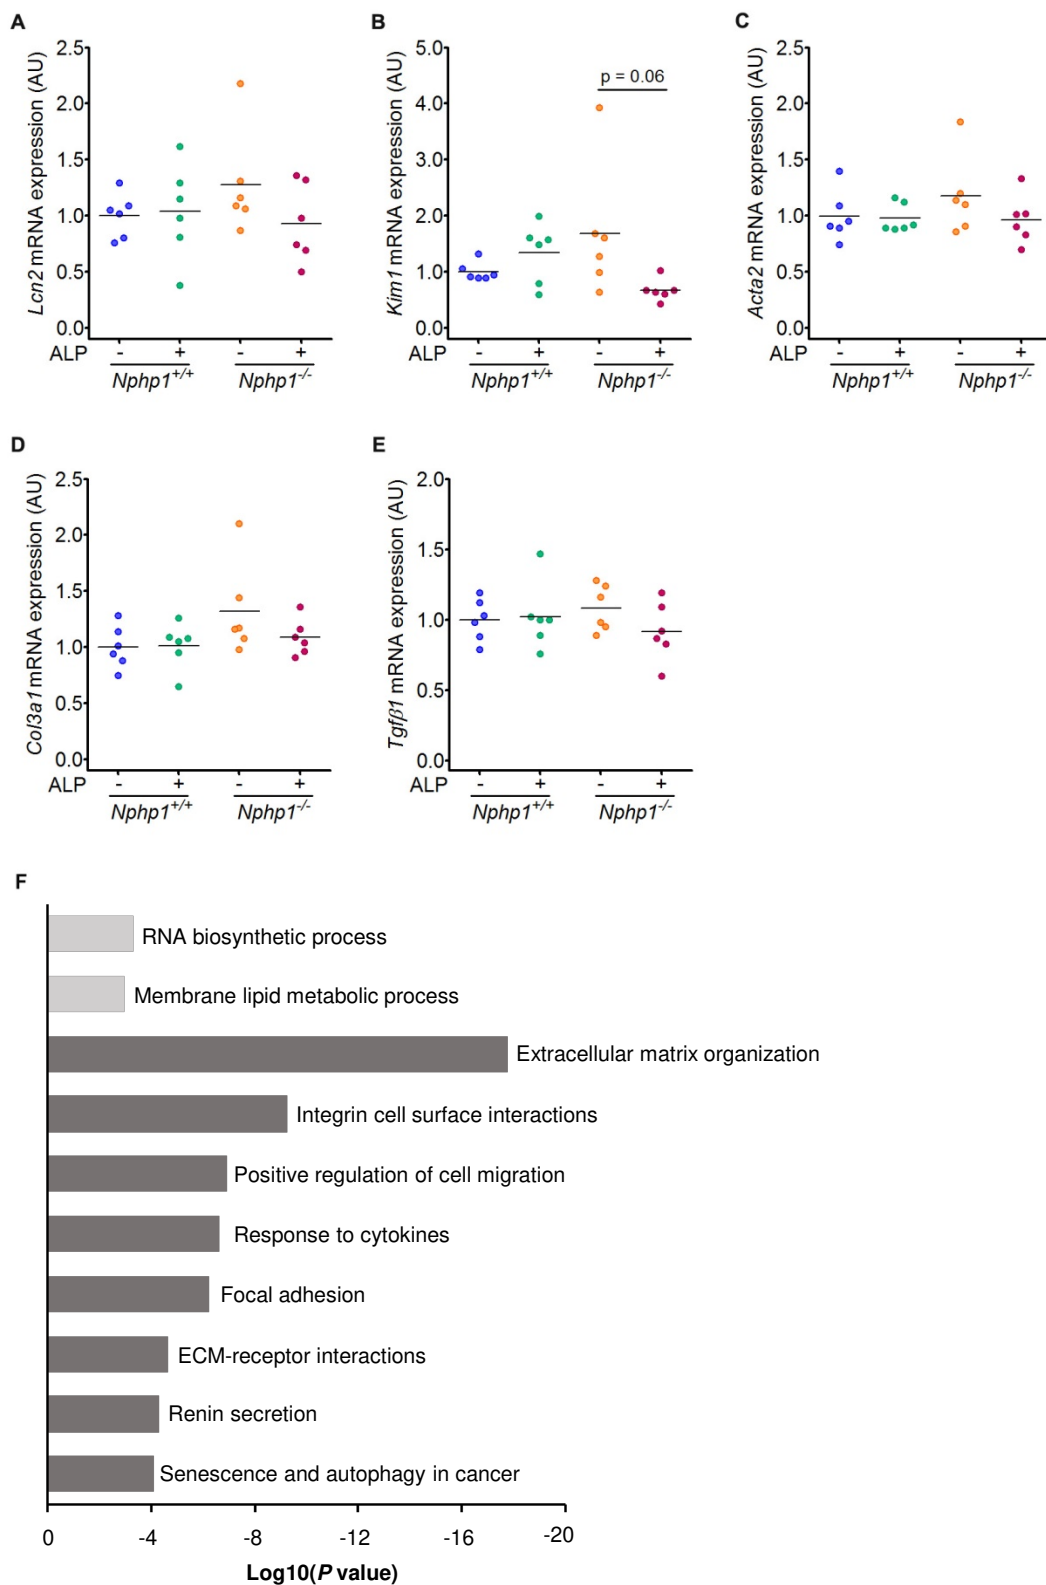 A
Lcn2 mRNA expression (AU)
2.5
2.0
1.5
1.0
0.5
0.0
ALP - + - +
Nphp1+/+ Nphp1-/-
B
Kim1 mRNA expression (AU)
5.0
4.0
3.0
2.0
1.0
0.0
p = 0.06
ALP - + - +
Nphp1+/+ Nphp1-/-
C
Acta2 mRNA expression (AU)
2.5
2.0
1.5
1.0
0.5
0.0
ALP - + - +
Nphp1+/+ Nphp1-/-
D
Col3a1 mRNA expression (AU)
2.5
2.0
1.5
1.0
0.5
0.0
ALP - + - +
Nphp1+/+ Nphp1-/-
E
Tgfβ1 mRNA expression (AU)
2.0
1.5
1.0
0.5
0.0
ALP - + - +
Nphp1+/+ Nphp1-/-
F
RNA biosynthetic process
Membrane lipid metabolic process
Extracellular matrix organization
Integrin cell surface interactions
Positive regulation of cell migration
Response to cytokines
Focal adhesion
ECM-receptor interactions
Renin secretion
Senescence and autophagy in cancer
0 -4 -8 -12 -16 -20
Log10(P value)